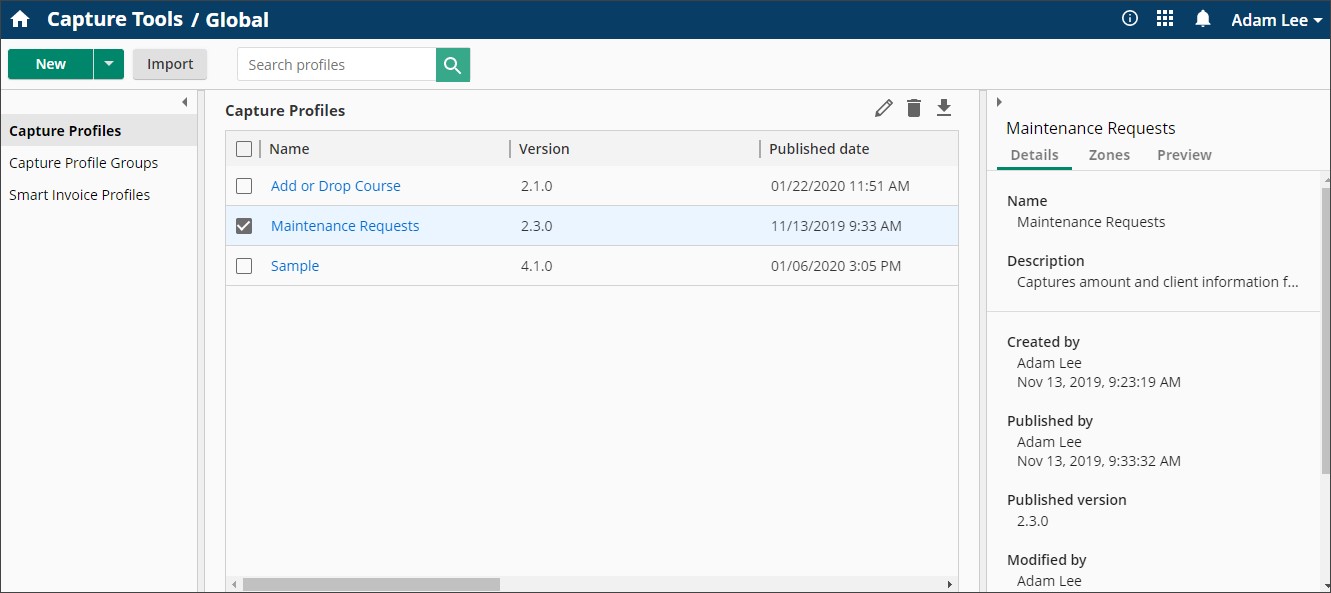 Capture Tools / Global
Adam Lee
New
Import
Search profiles
Capture Profiles
Capture Profile Groups
Smart Invoice Profiles
Capture Profiles
Name Version Published date
Add or Drop Course 2.1.0 01/22/2020 11:51 AM
Maintenance Requests 2.3.0 11/13/2019 9:33 AM
Sample 4.1.0 01/06/2020 3:05 PM
Maintenance Requests
Details Zones Preview
Name
Maintenance Requests
Description
Captures amount and client information f...
Created by
Adam Lee
Nov 13, 2019, 9:23:19 AM
Published by
Adam Lee
Nov 13, 2019, 9:33:32 AM
Published version
2.3.0
Modified by
Adam Lee